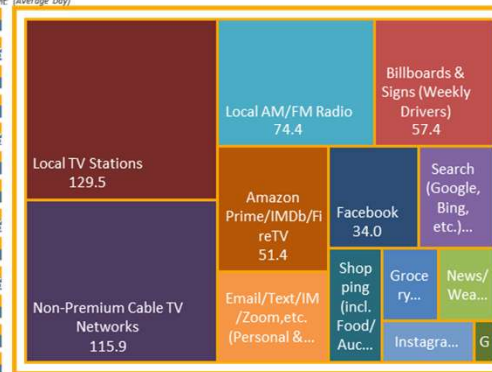 (Average Day)
Local TV Stations
129.5
Non-Premium Cable TV
Networks
115.9
Local AM/FM Radio
74.4
Billboards &
Signs (Weekly
Drivers)
57.4
Amazon
Prime/IMDb/Fi
reTV
51.4
Email/Text/IM
/Zoom,etc.
(Personal &...
Facebook
34.0
Search
(Google,
Bing,
etc.)...
Shop
ping
(incl.
Food/
Auc...
Groce
ry...
News/
Wea...
Instagra...
G